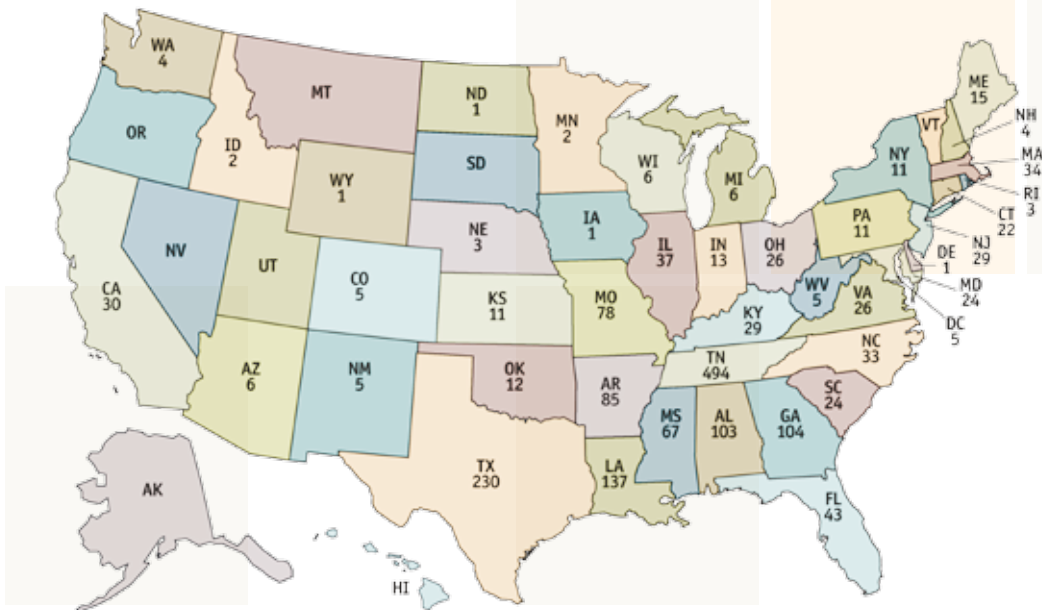 WA
4
MT
ND
1
MN
2
ME
15
NH
4
VT
MA
34
OR
ID
2
SD
WI
6
MI
6
NY
11
RI
3
WY
1
CT
22
IA
1
NE
3
PA
11
NJ
29
NV
UT
IL
37
IN
13
OH
26
DE
1
CO
5
MD
24
CA
30
KS
11
MO
78
WV
5
VA
26
KY
29
DC
5
NC
33
TN
494
AZ
6
NM
5
OK
12
AR
85
SC
24
MS
67
AL
103
GA
104
TX
230
LA
137
FL
43
AK
HI